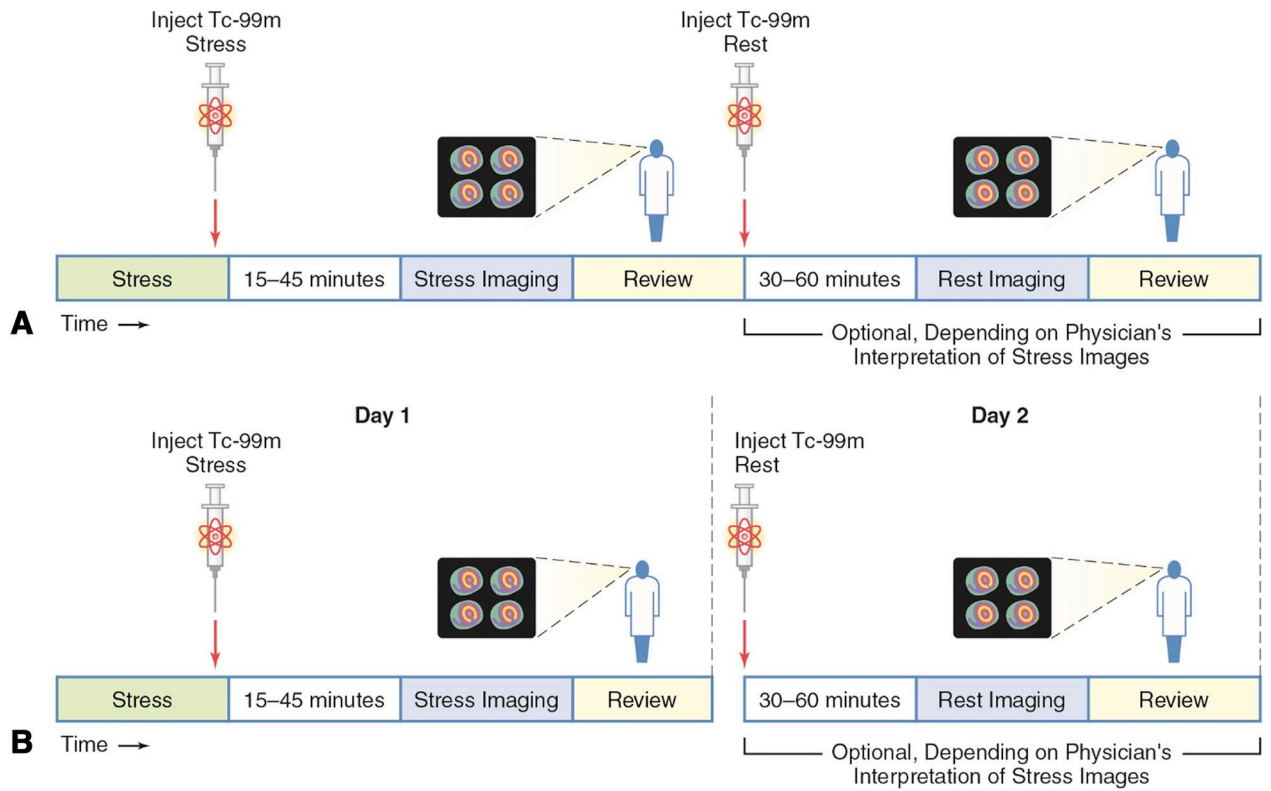 Inject Tc-99m
Stress
Inject Tc-99m
Rest
Stress
15–45 minutes
Stress Imaging
Review
30–60 minutes
Rest Imaging
Review
A
Time
Optional, Depending on Physician's
Interpretation of Stress Images
Day 1
Day 2
Inject Tc-99m
Stress
Inject Tc-99m
Rest
Stress
15–45 minutes
Stress Imaging
Review
30–60 minutes
Rest Imaging
Review
B
Time
Optional, Depending on Physician's
Interpretation of Stress Images